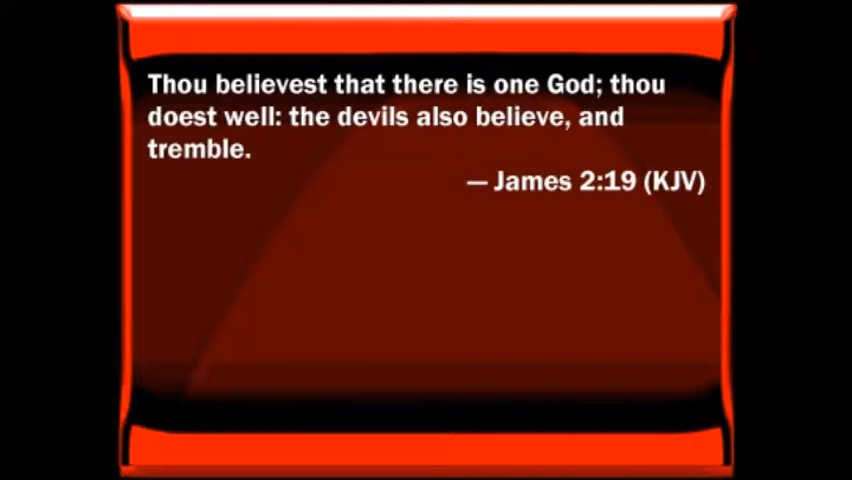 Thou believest that there is one God; thou
doest well: the devils also believe, and
tremble.
— James 2:19 (KJV)